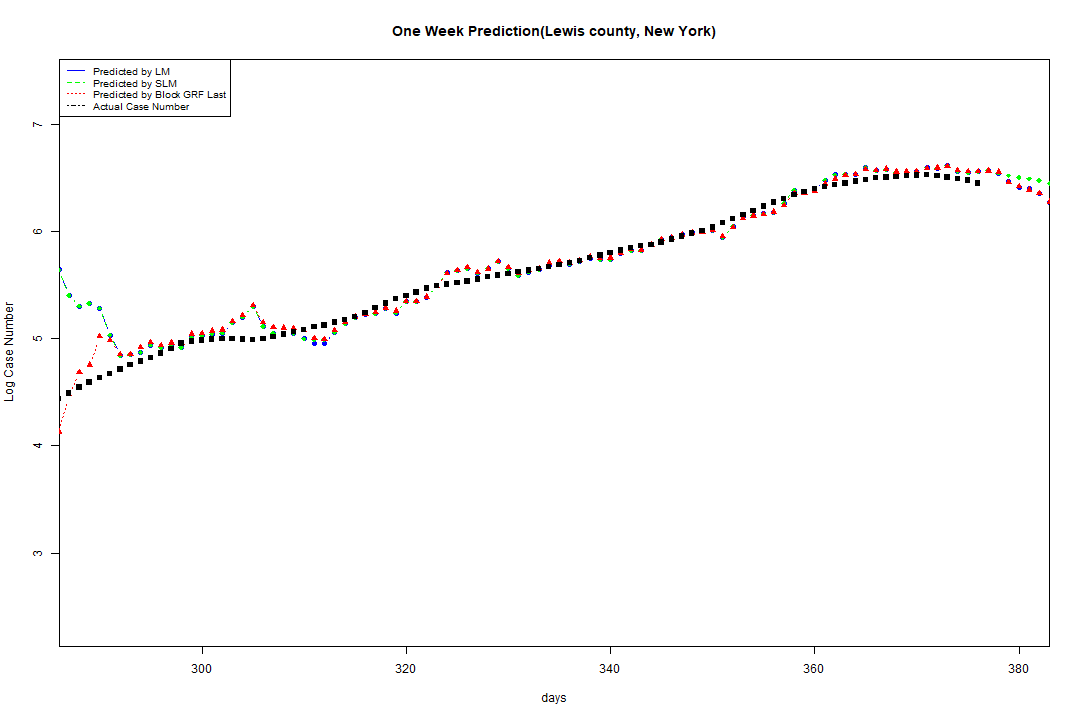 One Week Prediction(Lewis county, New York)
Predicted by LM
Predicted by SLM
Predicted by Block GRF Last
Actual Case Number
7
6
5
4
3
Log Case Number
300 320 340 360 380
days